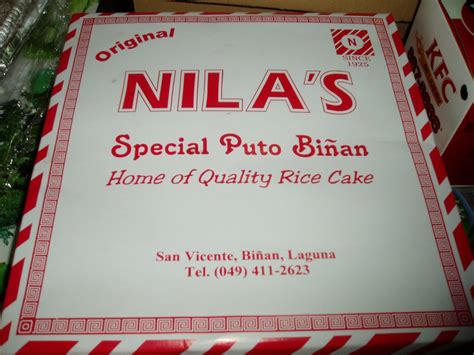 Original
N
SINCE
1925
NILA'S
Special Puto Biñan
Home of Quality Rice Cake
San Vicente, Biñan, Laguna
Tel. (049) 411-2623
KFC